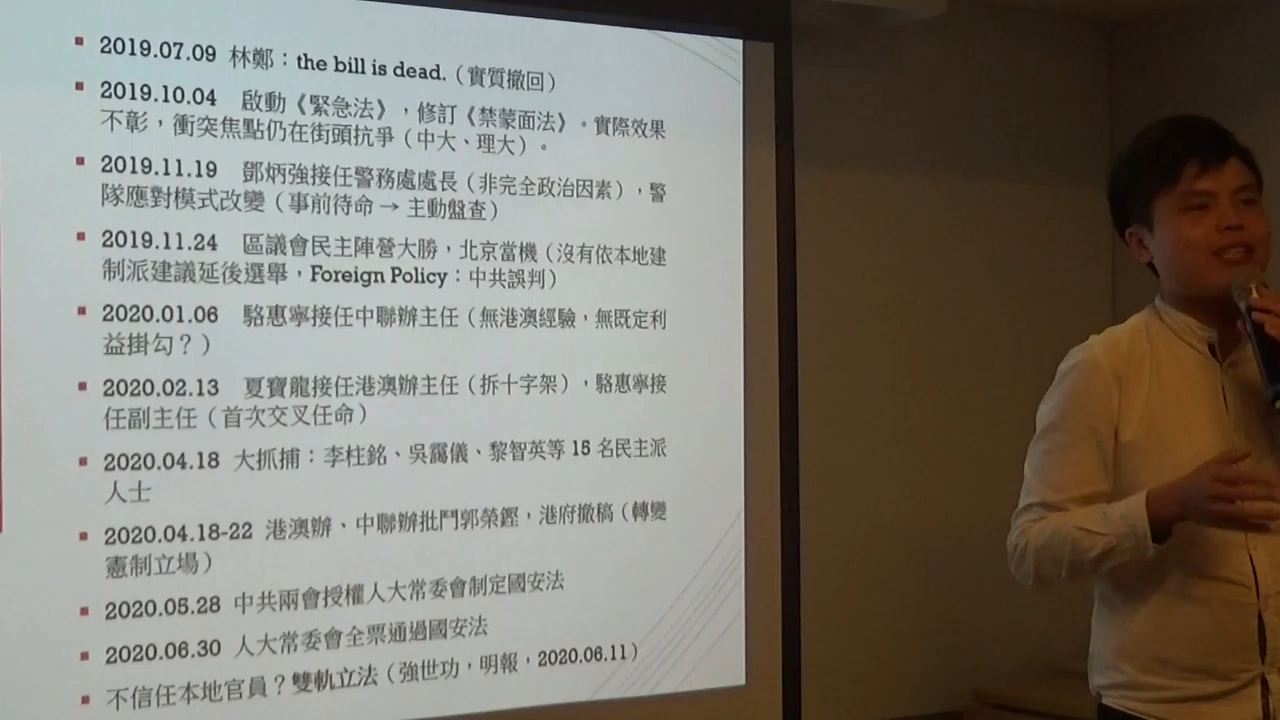 2019.07.09 林鄭：the bill is dead.（實質撤回）
2019.10.04 啟動《緊急法》，修訂《禁蒙面法》。實際效果
不彰，衝突焦點仍在街頭抗爭（中大、理大）。
2019.11.19 鄧炳強接任警務處處長（非完全政治因素），警
隊應對模式改變（事前待命 → 主動盤查）
2019.11.24 區議會民主陣營大勝，北京當機（沒有依本地建
制派建議延後選舉，Foreign Policy：中共誤判）
2020.01.06 駱惠寧接任中聯辦主任（無港澳經驗，無既定利
益掛勾？）
2020.02.13 夏寶龍接任港澳辦主任（拆十字架），駱惠寧接
任副主任（首次交叉任命）
2020.04.18 大抓捕：李柱銘、吳靄儀、黎智英等 15 名民主派
人士
2020.04.18-22 港澳辦、中聯辦批鬥郭榮鏗，港府撤稿（轉變
憲制立場）
2020.05.28 中共兩會授權人大常委會制定國安法
2020.06.30 人大常委會全票通過國安法
不信任本地官員？雙軌立法（強世功，明報，2020.06.11）